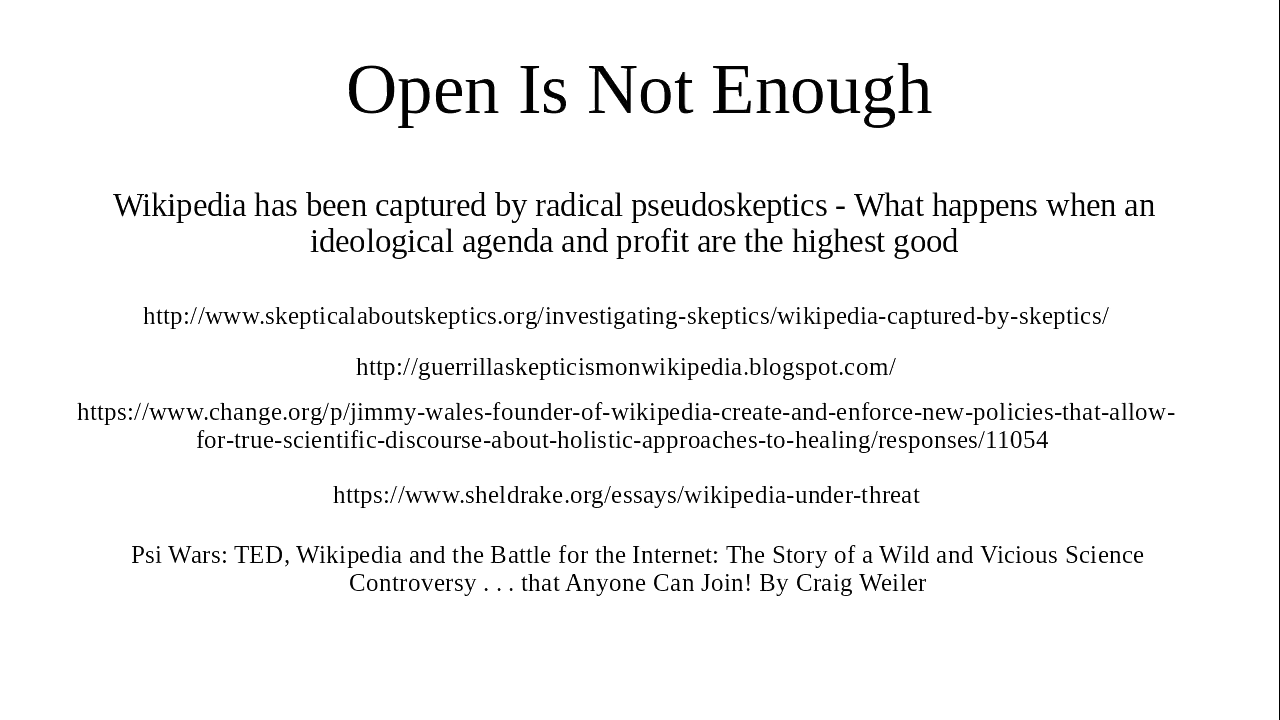 Open Is Not Enough
Wikipedia has been captured by radical pseudoskeptics - What happens when an
ideological agenda and profit are the highest good
http://www.skepticalaboutskeptics.org/investigating-skeptics/wikipedia-captured-by-skeptics/
http://guerrillaskepticismonwikipedia.blogspot.com/
https://www.change.org/p/jimmy-wales-founder-of-wikipedia-create-and-enforce-new-policies-that-allow-
for-true-scientific-discourse-about-holistic-approaches-to-healing/responses/11054
https://www.sheldrake.org/essays/wikipedia-under-threat
Psi Wars: TED, Wikipedia and the Battle for the Internet: The Story of a Wild and Vicious Science
Controversy . . . that Anyone Can Join! By Craig Weiler